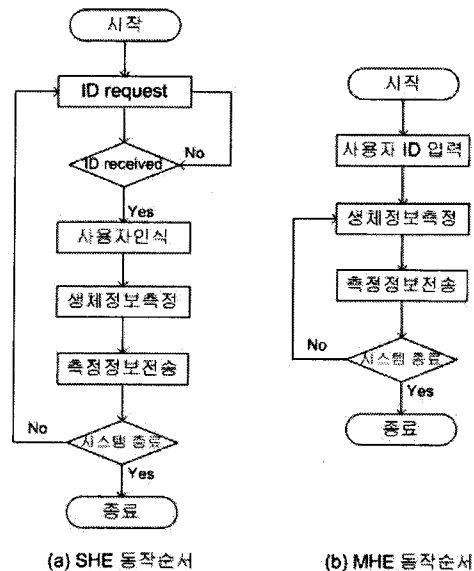 시작
ID request
ID received
No
Yes
사용자인식
생체정보측정
측정정보전송
시스템 종료
No
Yes
종료
(a) SHE 동작순서
시작
사용자 ID 입력
생체정보측정
측정정보전송
시스템 종료
No
Yes
종료
(b) MHE 동작순서